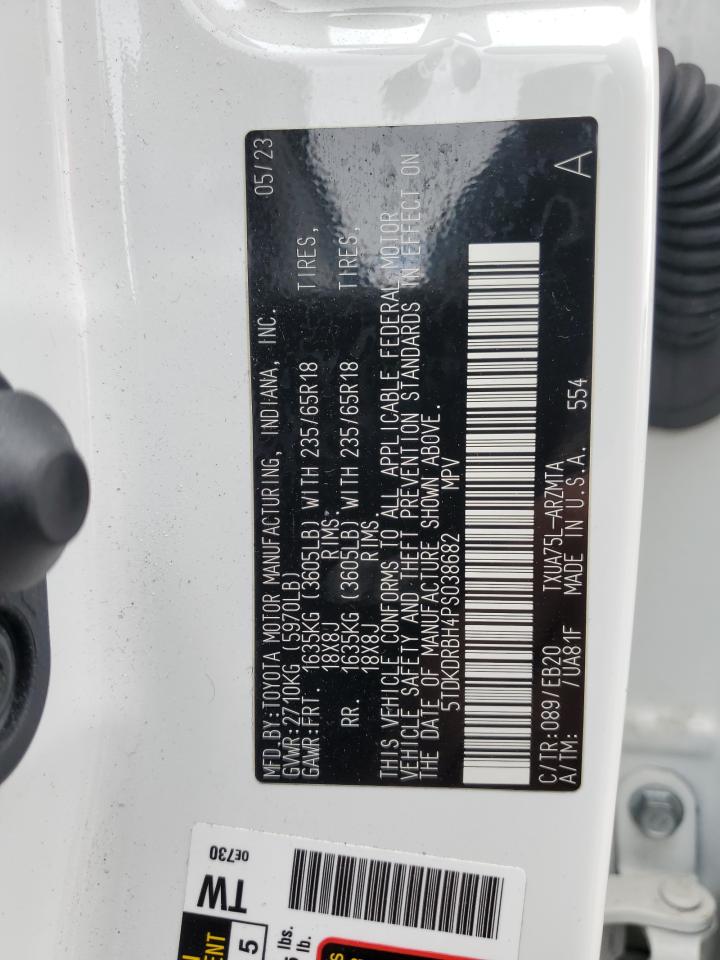 MFD.BY:TOYOTA MOTOR MANUFACTURING, INDIANA, INC. 05/23
GVWR:2710KG (5970LB)
GAWR:FRT. 1635KG (3605LB) WITH 235/65R18 TIRES,
18X8J RIMS.
RR. 1635KG (3605LB) WITH 235/65R18 TIRES,
18X8J RIMS
THIS VEHICLE CONFORMS TO ALL APPLICABLE FEDERAL MOTOR
VEHICLE SAFETY AND THEFT PREVENTION STANDARDS IN EFFECT ON
THE DATE OF MANUFACTURE SHOWN ABOVE.
5TDKDRBH4PS038682 MPV
C/TR:089/EB20 TXUA75L-ARZMTA A
A/TM: /UA81F MADE IN U.S.A. 554
TW 0E730
5
lbs.
lb.